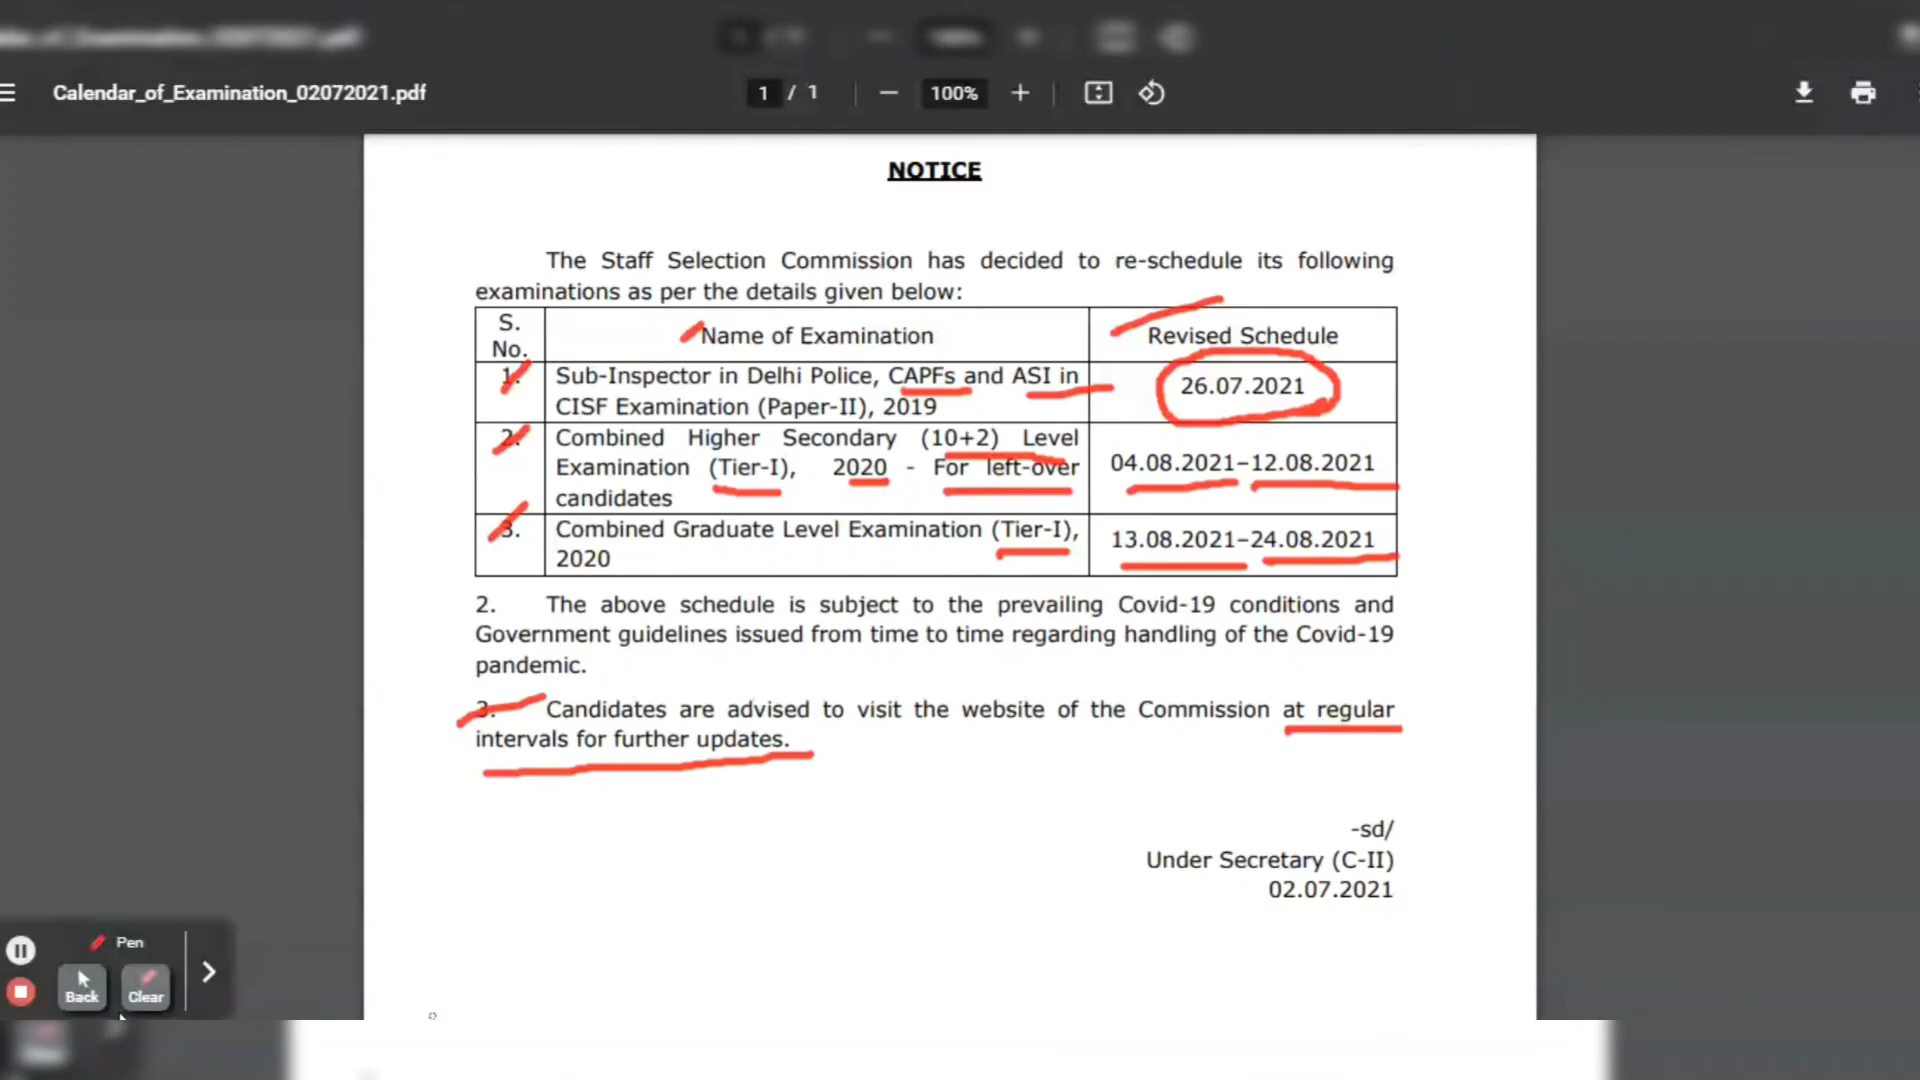 Calendar_of_Examination_02072021.pdf
1 / 1
100%
NOTICE
The Staff Selection Commission has decided to re-schedule its following
examinations as per the details given below:
S. No.
Name of Examination
Revised Schedule
1.
Sub-Inspector in Delhi Police, CAPFs and ASI in
CISF Examination (Paper-II), 2019
26.07.2021
2.
Combined Higher Secondary (10+2) Level
Examination (Tier-I), 2020 - For left-over
candidates
04.08.2021–12.08.2021
3.
Combined Graduate Level Examination (Tier-I),
2020
13.08.2021–24.08.2021
2. The above schedule is subject to the prevailing Covid-19 conditions and
Government guidelines issued from time to time regarding handling of the Covid-19
pandemic.
3. Candidates are advised to visit the website of the Commission at regular
intervals for further updates.
-sd/
Under Secretary (C-II)
02.07.2021
Pen
Back
Clear